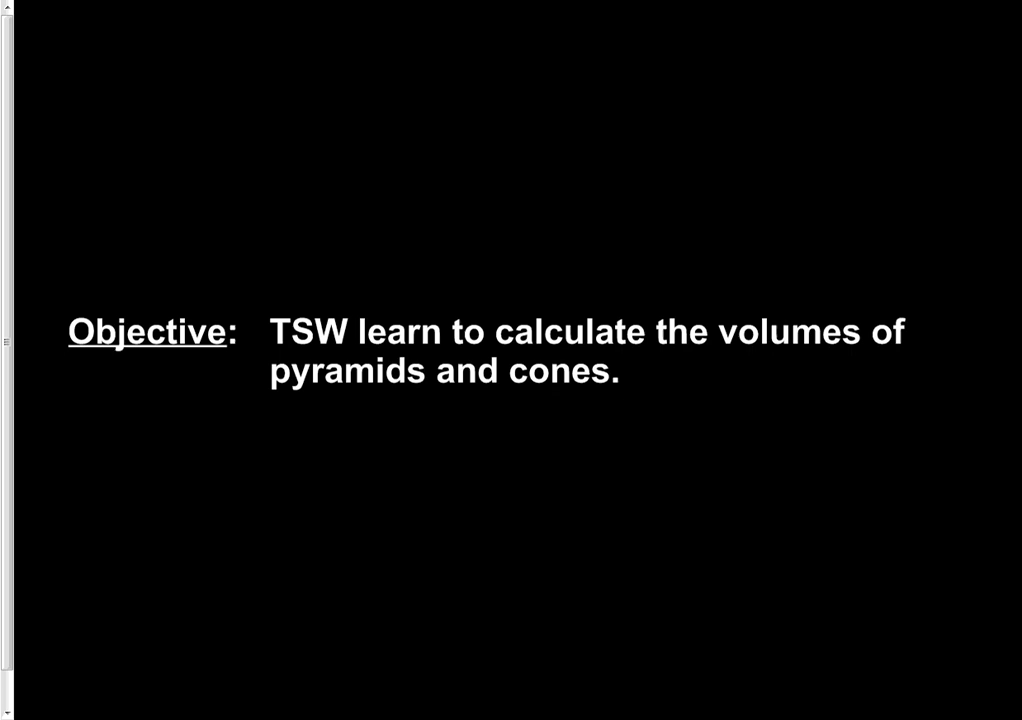 Objective: TSW learn to calculate the volumes of
pyramids and cones.